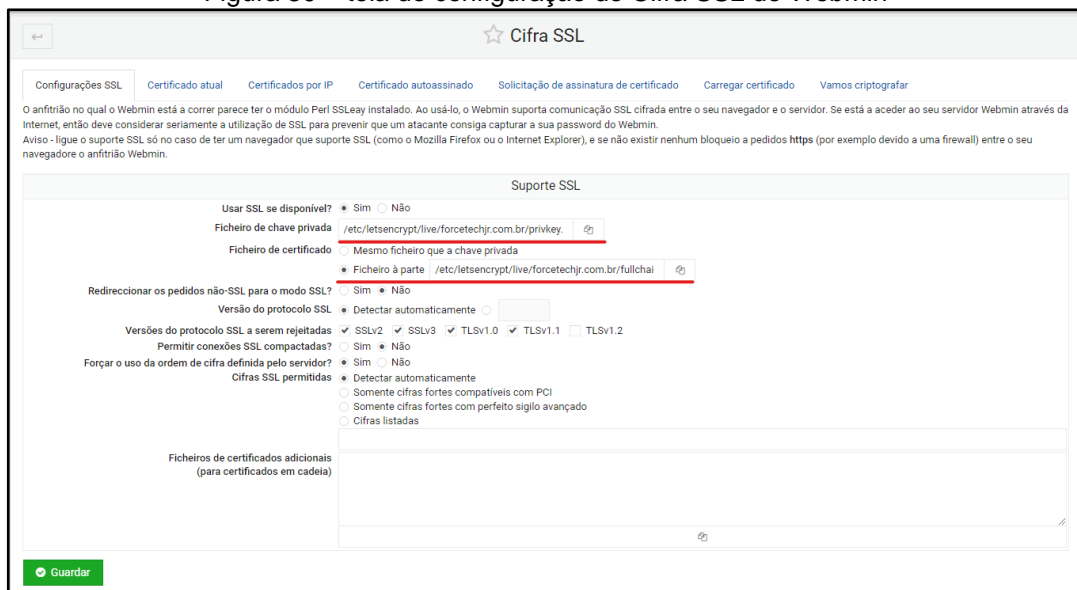 Cifra SSL
Configurações SSL Certificado atual Certificados por IP Certificado autoassinado Solicitação de assinatura de certificado Carregar certificado Vamos criptografar
O anfitrião no qual o Webmin está a correr parece ter o módulo Perl SSLeay instalado. Ao usá-lo, o Webmin suporta comunicação SSL cifrada entre o seu navegador e o servidor. Se está a aceder ao seu servidor Webmin através da
Internet, então deve considerar seriamente a utilização de SSL para prevenir que um atacante consiga capturar a sua password do Webmin.
Aviso - ligue o suporte SSL só no caso de ter um navegador que suporte SSL (como o Mozilla Firefox ou o Internet Explorer), e se não existir nenhum bloqueio a pedidos https (por exemplo devido a uma firewall) entre o seu
navegadore o anfitrião Webmin.
Suporte SSL
Usar SSL se disponível? Sim Não
Ficheiro de chave privada /etc/letsencrypt/live/forcetechjr.com.br/privkey.
Ficheiro de certificado Mesmo ficheiro que a chave privada
Ficheiro à parte /etc/letsencrypt/live/forcetechjr.com.br/fullchai
Redireccionar os pedidos não-SSL para o modo SSL? Sim Não
Versão do protocolo SSL Detectar automaticamente
Versões do protocolo SSL a serem rejeitadas SSLv2 SSLv3 TLSv1.0 TLSv1.1 TLSv1.2
Permitir conexões SSL compactadas? Sim Não
Forçar o uso da ordem de cifra definida pelo servidor? Sim Não
Cifras SSL permitidas Detectar automaticamente
Somente cifras fortes compatíveis com PCI
Somente cifras fortes com perfeito sigilo avançado
Cifras listadas
Ficheiros de certificados adicionais
(para certificados em cadeia)
Guardar